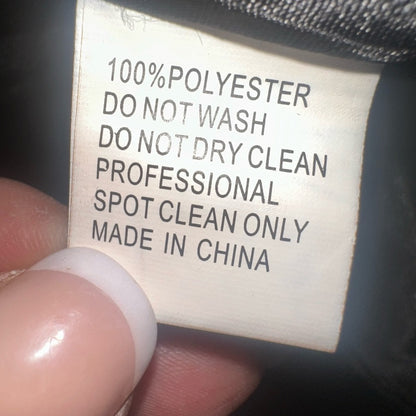 100%POLYESTER
DO NOT WASH
DO NOT DRY CLEAN
PROFESSIONAL
SPOT CLEAN ONLY
MADE IN CHINA